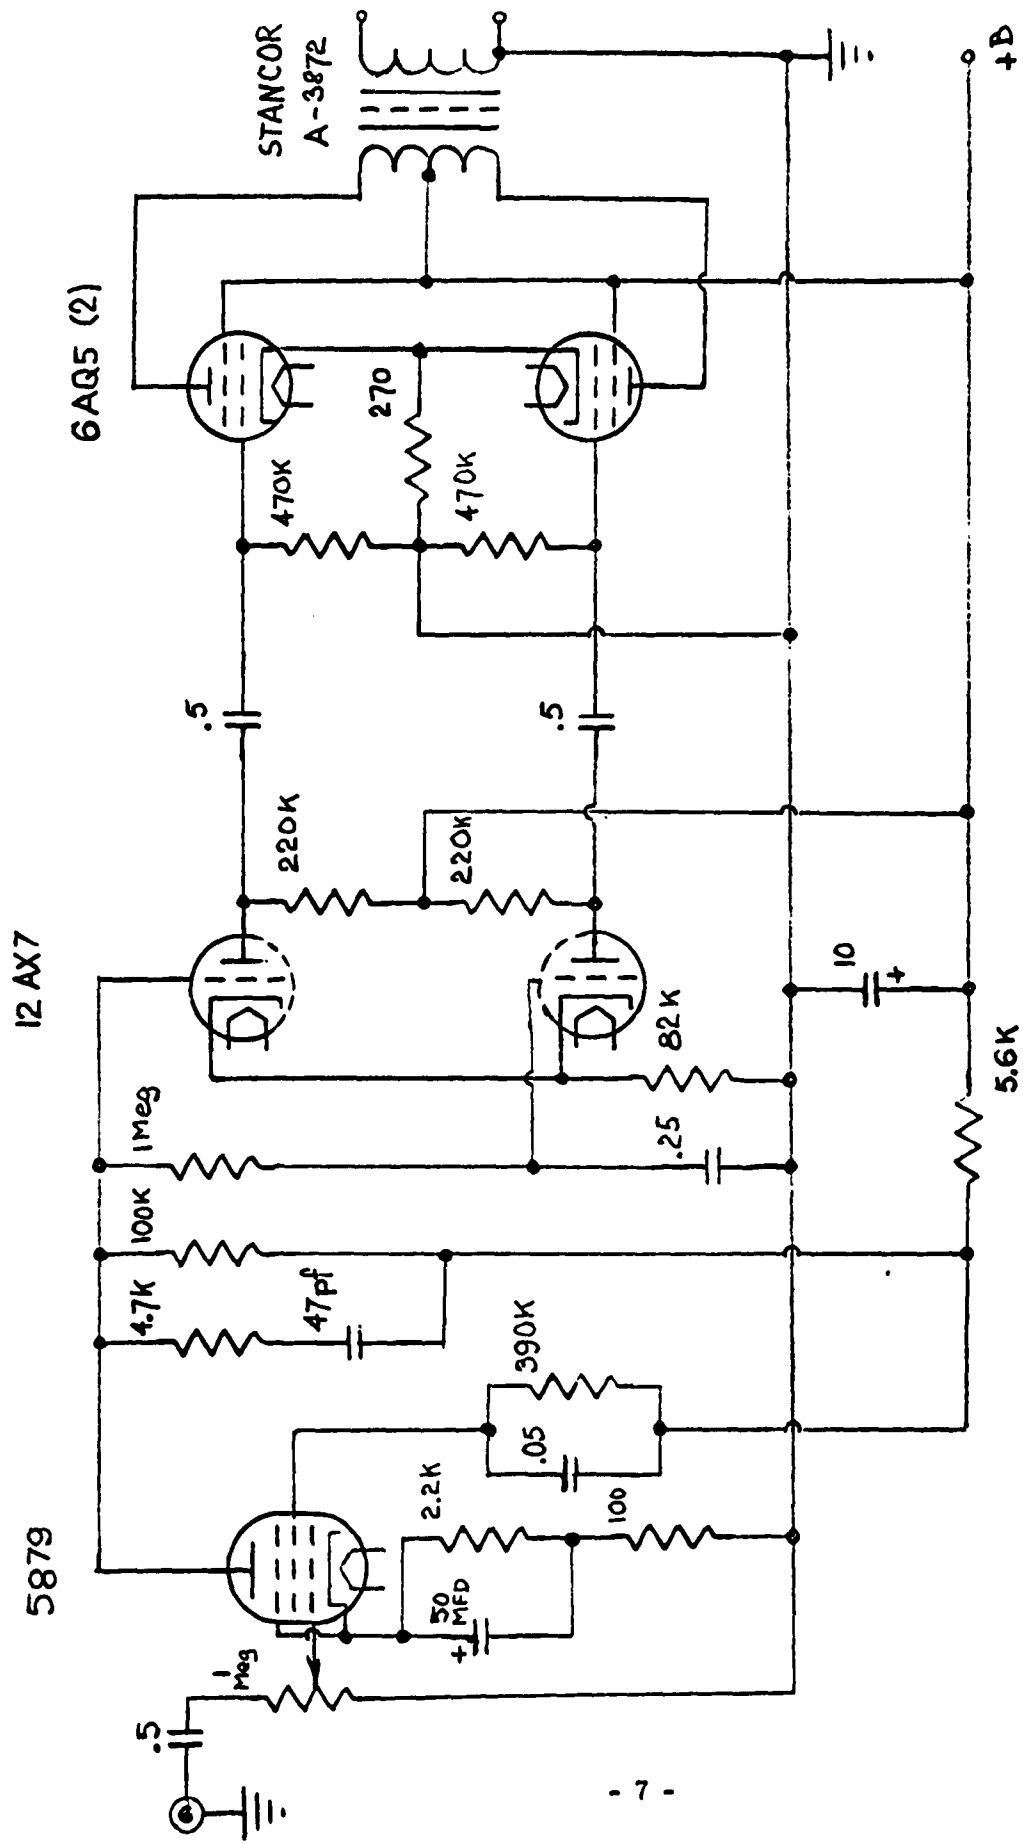 5879
12 AX7
6AQ5 (2)
STANCOR
A-3872
.5
1
Meg
50
MFD
+
2.2K
100
.05
390K
4.7K
47pf
100K
1Meg
.25
82K
220K
220K
.5
.5
470K
470K
270
10
+
5.6K
+B
- 7 -